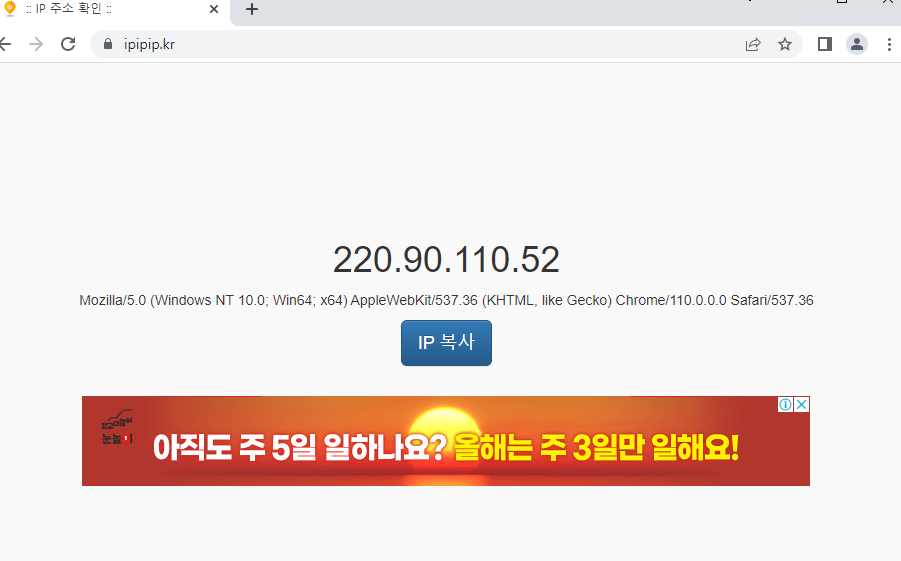 :: IP 주소 확인 ::
ipipip.kr
220.90.110.52
Mozilla/5.0 (Windows NT 10.0; Win64; x64) AppleWebKit/537.36 (KHTML, like Gecko) Chrome/110.0.0.0 Safari/537.36
IP 복사
눈높이
아직도 주 5일 일하나요? 올해는 주 3일만 일해요!